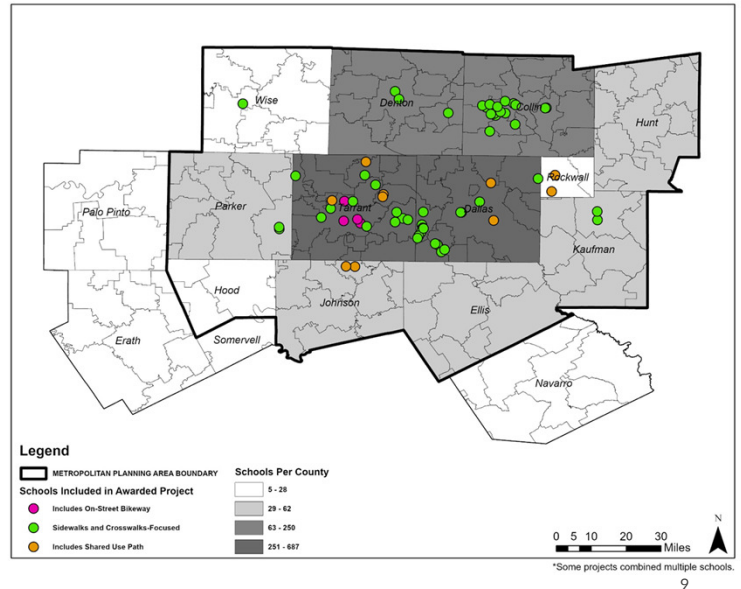 Wise
Denton
Collin
Hunt
Palo Pinto
Parker
Tarrant
Dallas
Rockwall
Kaufman
Hood
Johnson
Ellis
Erath
Somervell
Navarro
Legend
METROPOLITAN PLANNING AREA BOUNDARY
Schools Included in Awarded Project
Includes On-Street Bikeway
Sidewalks and Crosswalks-Focused
Includes Shared Use Path
Schools Per County
5 - 28
29 - 62
63 - 250
251 - 687
N
0 5 10 20 30
Miles
*Some projects combined multiple schools.
9